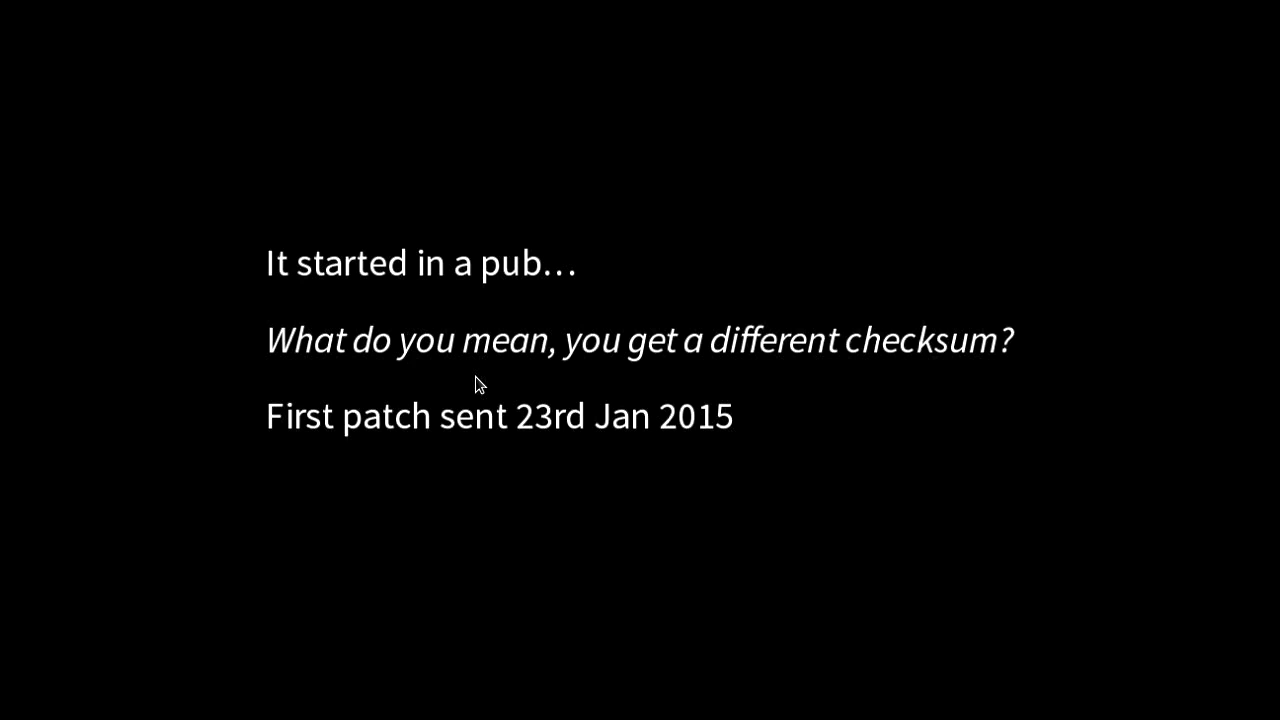 It started in a pub…
What do you mean, you get a different checksum?
First patch sent 23rd Jan 2015